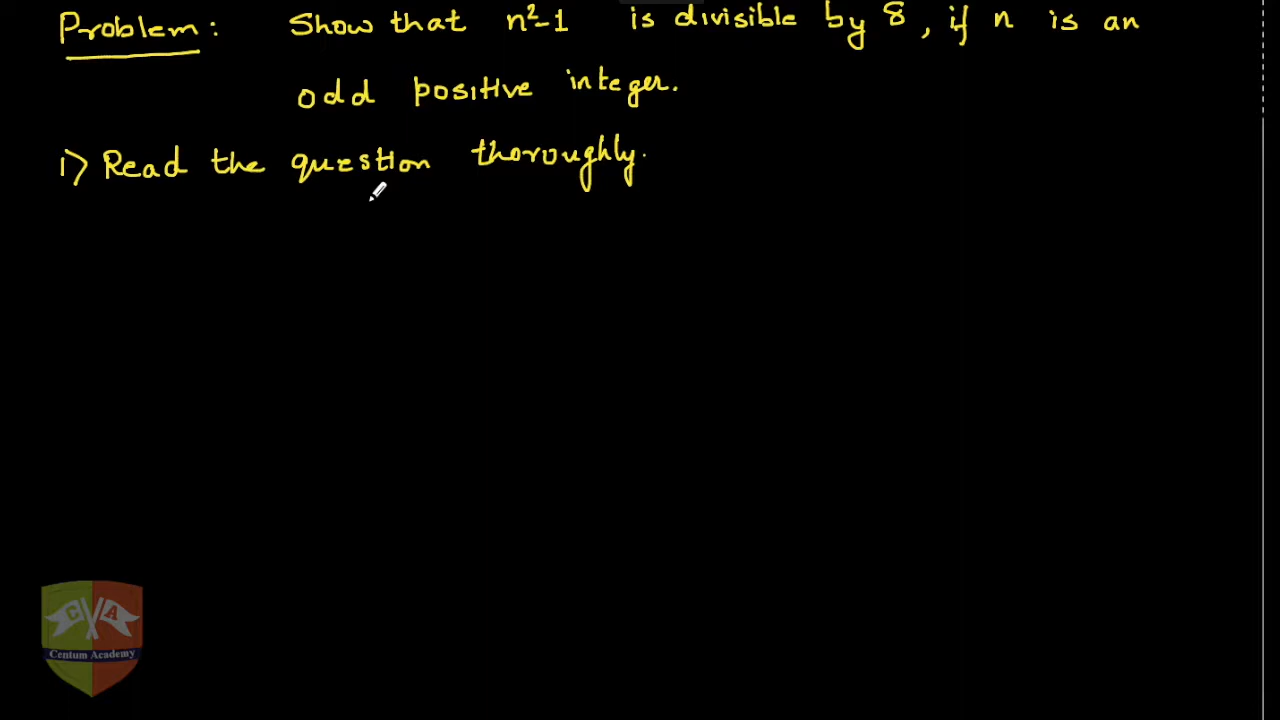 Problem: Show that n²-1 is divisible by 8, if n is an
odd positive integer.
1) Read the question thoroughly.
C A
Centum Academy